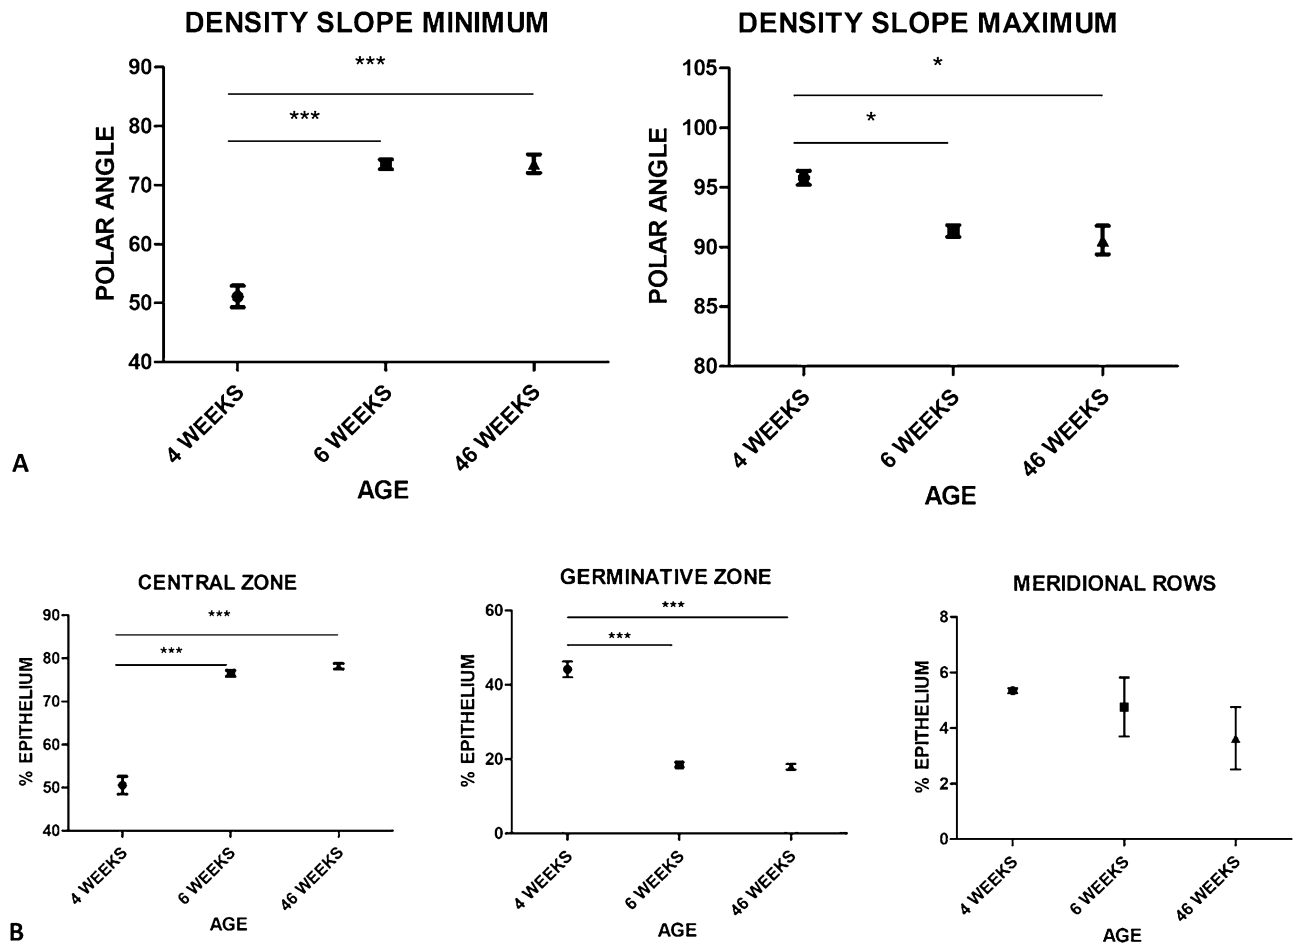 DENSITY SLOPE MINIMUM
POLAR ANGLE
90
80
70
60
50
40
***
***
4 WEEKS
6 WEEKS
46 WEEKS
AGE
DENSITY SLOPE MAXIMUM
POLAR ANGLE
105
100
95
90
85
80
*
*
4 WEEKS
6 WEEKS
46 WEEKS
AGE
A
CENTRAL ZONE
% EPITHELIUM
90
80
70
60
50
40
***
***
4 WEEKS
6 WEEKS
46 WEEKS
AGE
GERMINATIVE ZONE
% EPITHELIUM
60
40
20
0
***
***
4 WEEKS
6 WEEKS
46 WEEKS
AGE
MERIDIONAL ROWS
% EPITHELIUM
8
6
4
2
0
4 WEEKS
6 WEEKS
46 WEEKS
AGE
B